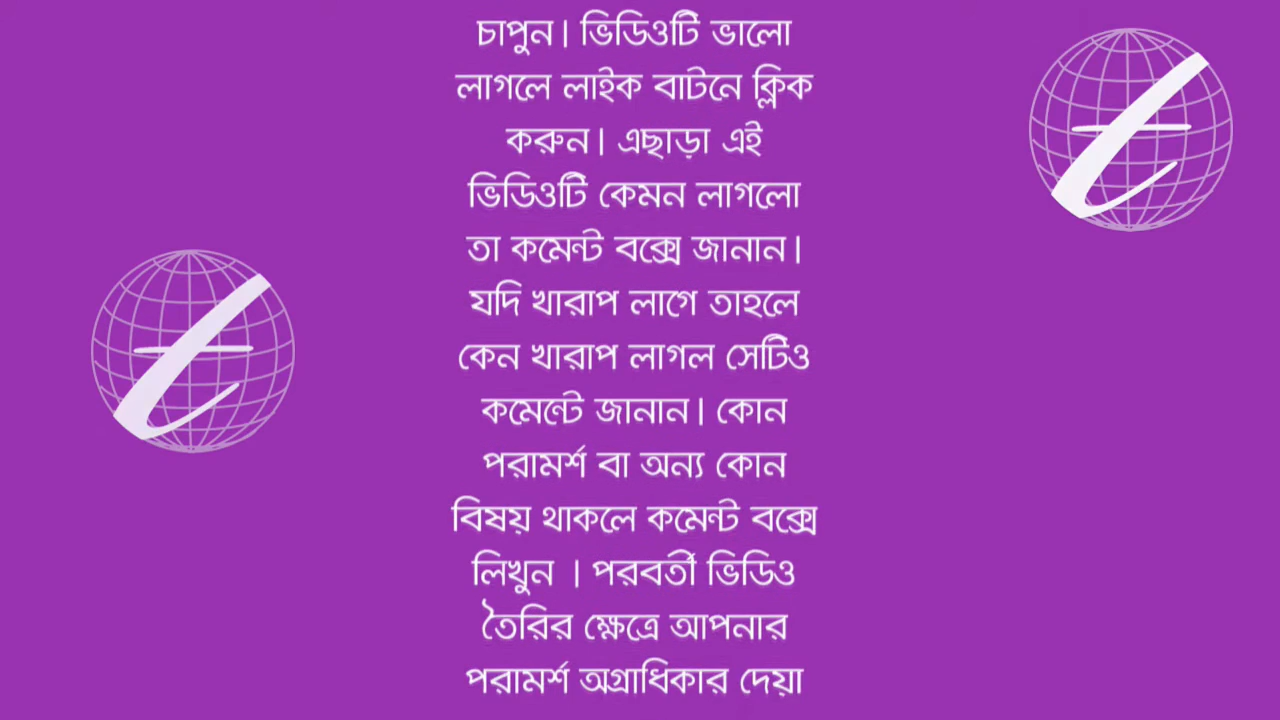 চাপুন। ভিডিওটি ভালো
লাগলে লাইক বাটনে ক্লিক
করুন। এছাড়া এই
ভিডিওটি কেমন লাগলো
তা কমেন্ট বক্সে জানান।
যদি খারাপ লাগে তাহলে
কেন খারাপ লাগল সেটিও
কমেন্টে জানান। কোন
পরামর্শ বা অন্য কোন
বিষয় থাকলে কমেন্ট বক্সে
লিখুন । পরবর্তী ভিডিও
তৈরির ক্ষেত্রে আপনার
পরামর্শ অগ্রাধিকার দেয়া